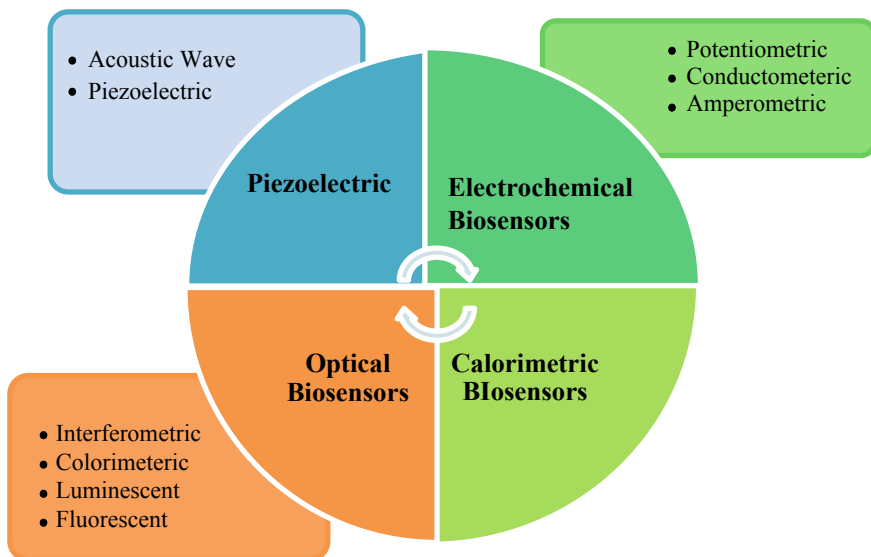 • Acoustic Wave
• Piezoelectric
• Potentiometric
• Conductometeric
• Amperometric
Piezoelectric
Electrochemical
Biosensors
Optical
Biosensors
Calorimetric
BIosensors
• Interferometric
• Colorimeteric
• Luminescent
• Fluorescent